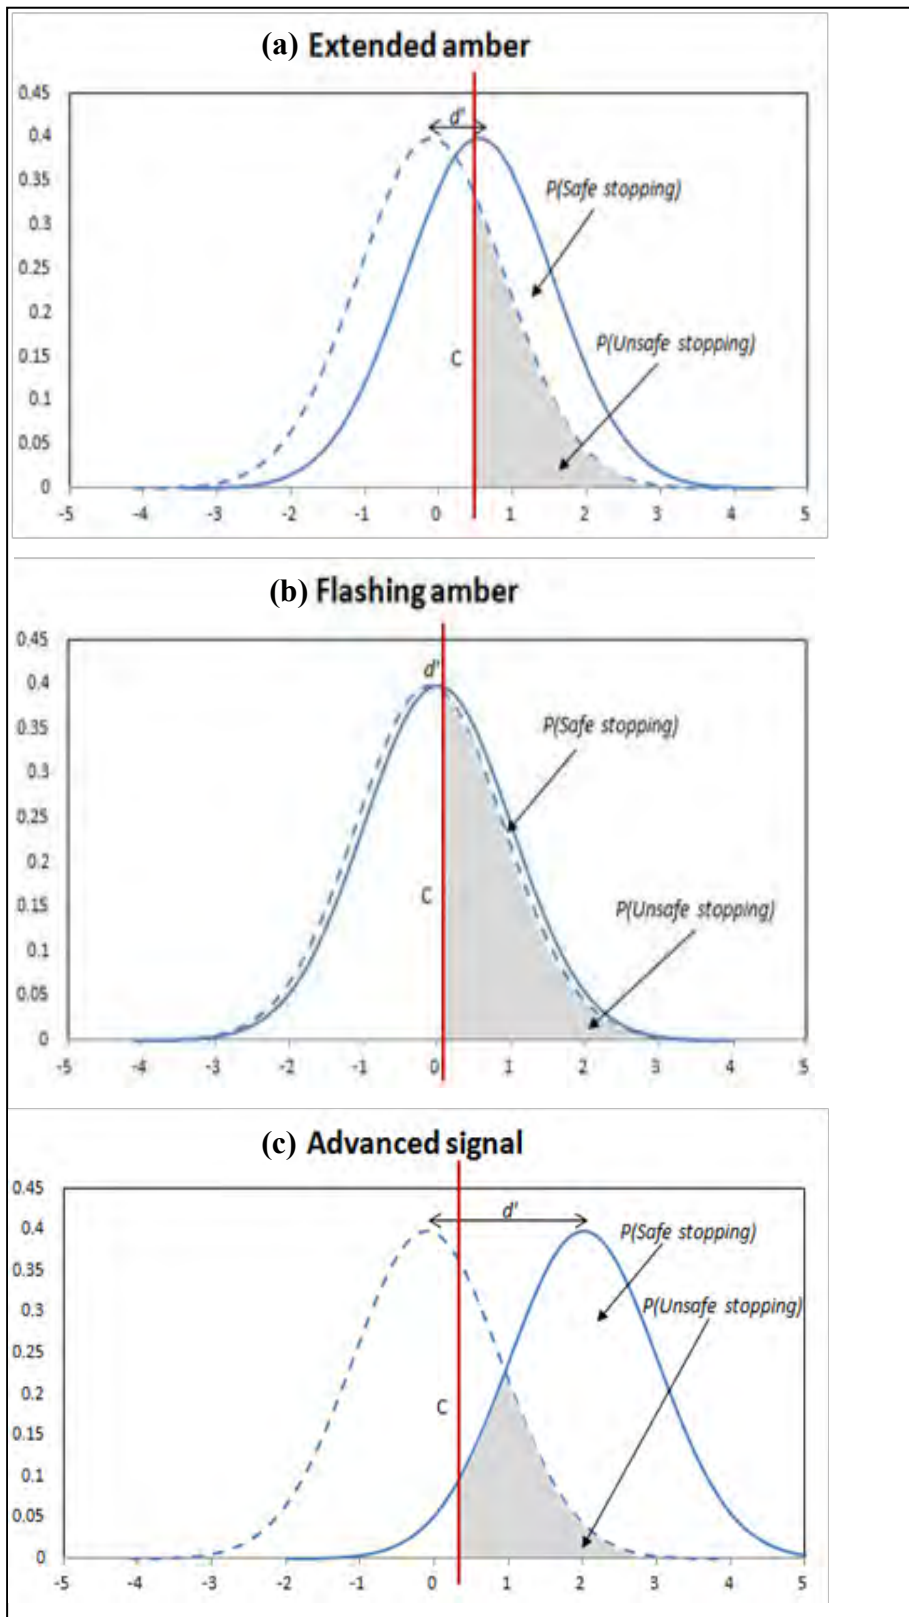 (a) Extended amber
0.45
0.4
0.35
0.3
0.25
0.2
0.15
0.1
0.05
0
d'
P(Safe stopping)
P(Unsafe stopping)
C
-5 -4 -3 -2 -1 0 1 2 3 4 5
(b) Flashing amber
0.45
0.4
0.35
0.3
0.25
0.2
0.15
0.1
0.05
0
d'
P(Safe stopping)
C
P(Unsafe stopping)
-5 -4 -3 -2 -1 0 1 2 3 4 5
(c) Advanced signal
0.45
0.4
0.35
0.3
0.25
0.2
0.15
0.1
0.05
0
d'
P(Safe stopping)
P(Unsafe stopping)
C
-5 -4 -3 -2 -1 0 1 2 3 4 5